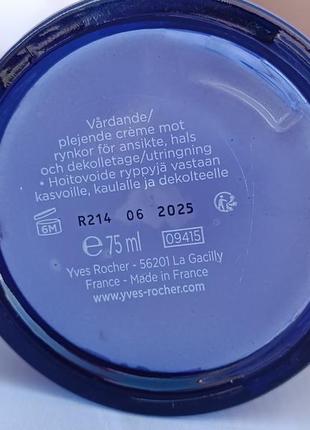 Vårdande/
plejende crème mot
rynkor för ansikte, hals
och dekolletage/utringning
• Hoitovoide ryppyjä vastaan
kasvoille, kaulalle ja dekolteelle
6M R214 06 2025
e 75 ml 09415
Yves Rocher - 56201 La Gacilly
France - Made in France
www.yves-rocher.com